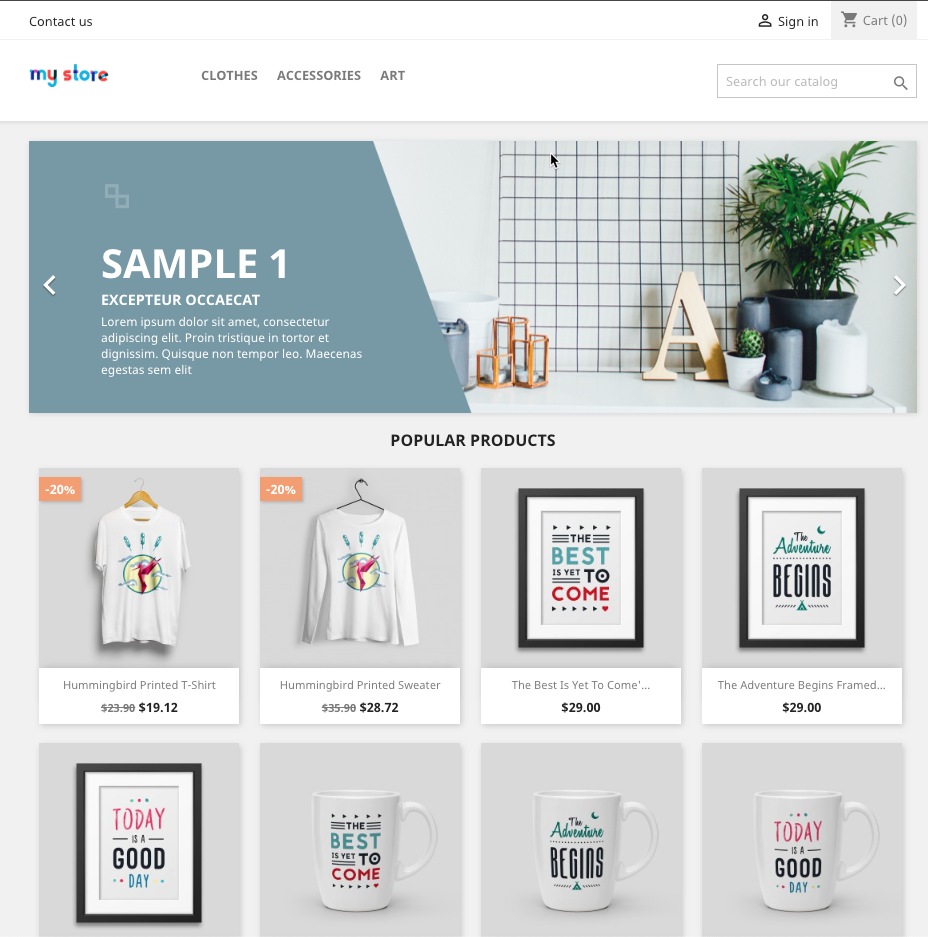 Contact us
Sign in
Cart (0)
my store
CLOTHES
ACCESSORIES
ART
Search our catalog
SAMPLE 1
EXCEPTEUR OCCAECAT
Lorem ipsum dolor sit amet, consectetur
adipiscing elit. Proin tristique in tortor et
dignissim. Quisque non tempor leo. Maecenas
egestas sem elit
A
POPULAR PRODUCTS
-20%
Hummingbird Printed T-Shirt
$23.90 $19.12
-20%
Hummingbird Printed Sweater
$35.90 $28.72
THE
BEST
IS YET TO
COME
The Best Is Yet To Come'...
$29.00
The
Adventure
BEGINS
The Adventure Begins Framed...
$29.00
TODAY
IS A
GOOD
DAY
THE
BEST
IS YET TO
COME
The
Adventure
BEGINS
TODAY
IS A
GOOD
DAY